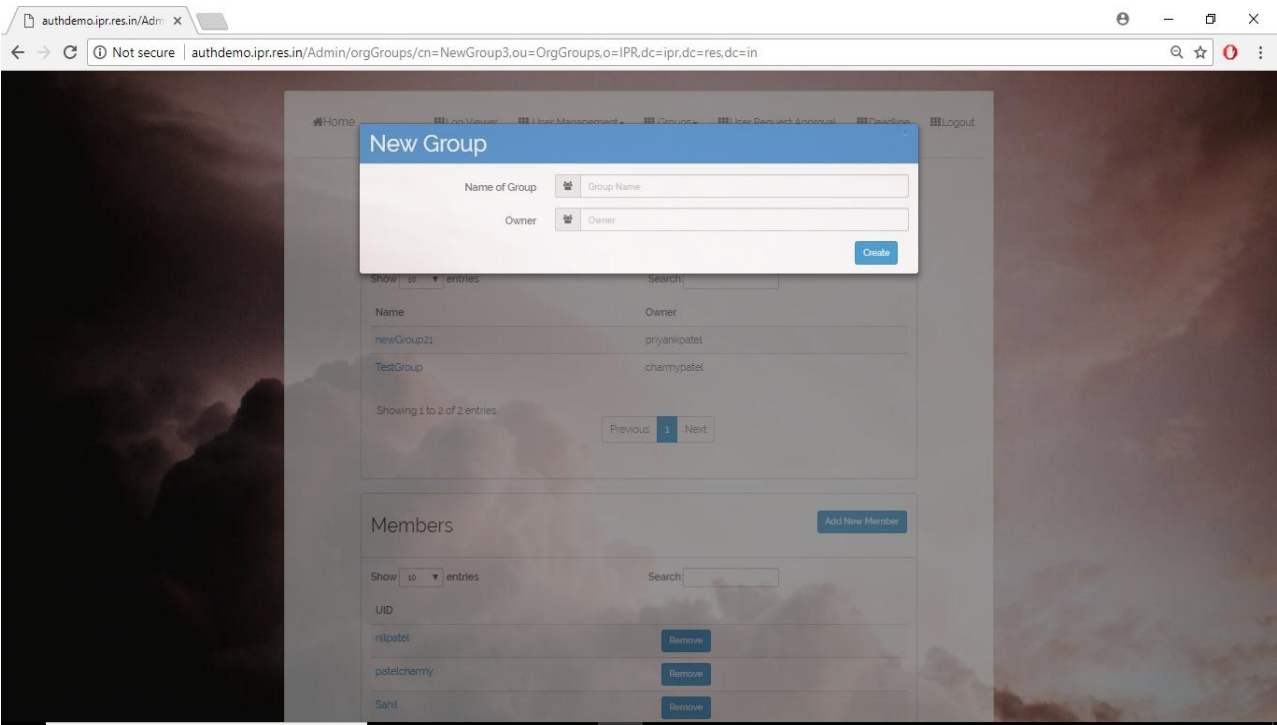 authdemo.ipr.res.in/Adm
Not secure | authdemo.ipr.res.in/Admin/orgGroups/cn=NewGroup3,ou=OrgGroups,o=IPR,dc=ipr,dc=res,dc=in
Home Log Viewer User Management Groups User Request Approval Deadline Logout
New Group
Name of Group Group Name
Owner Owner
Create
Show 10 entries Search:
Name Owner
newGroup21 priyankpatel
TestGroup charmypatel
Showing 1 to 2 of 2 entries
Previous 1 Next
Members Add New Member
Show 10 entries Search:
UID
nilpatel Remove
patelcharmy Remove
Sahil Remove